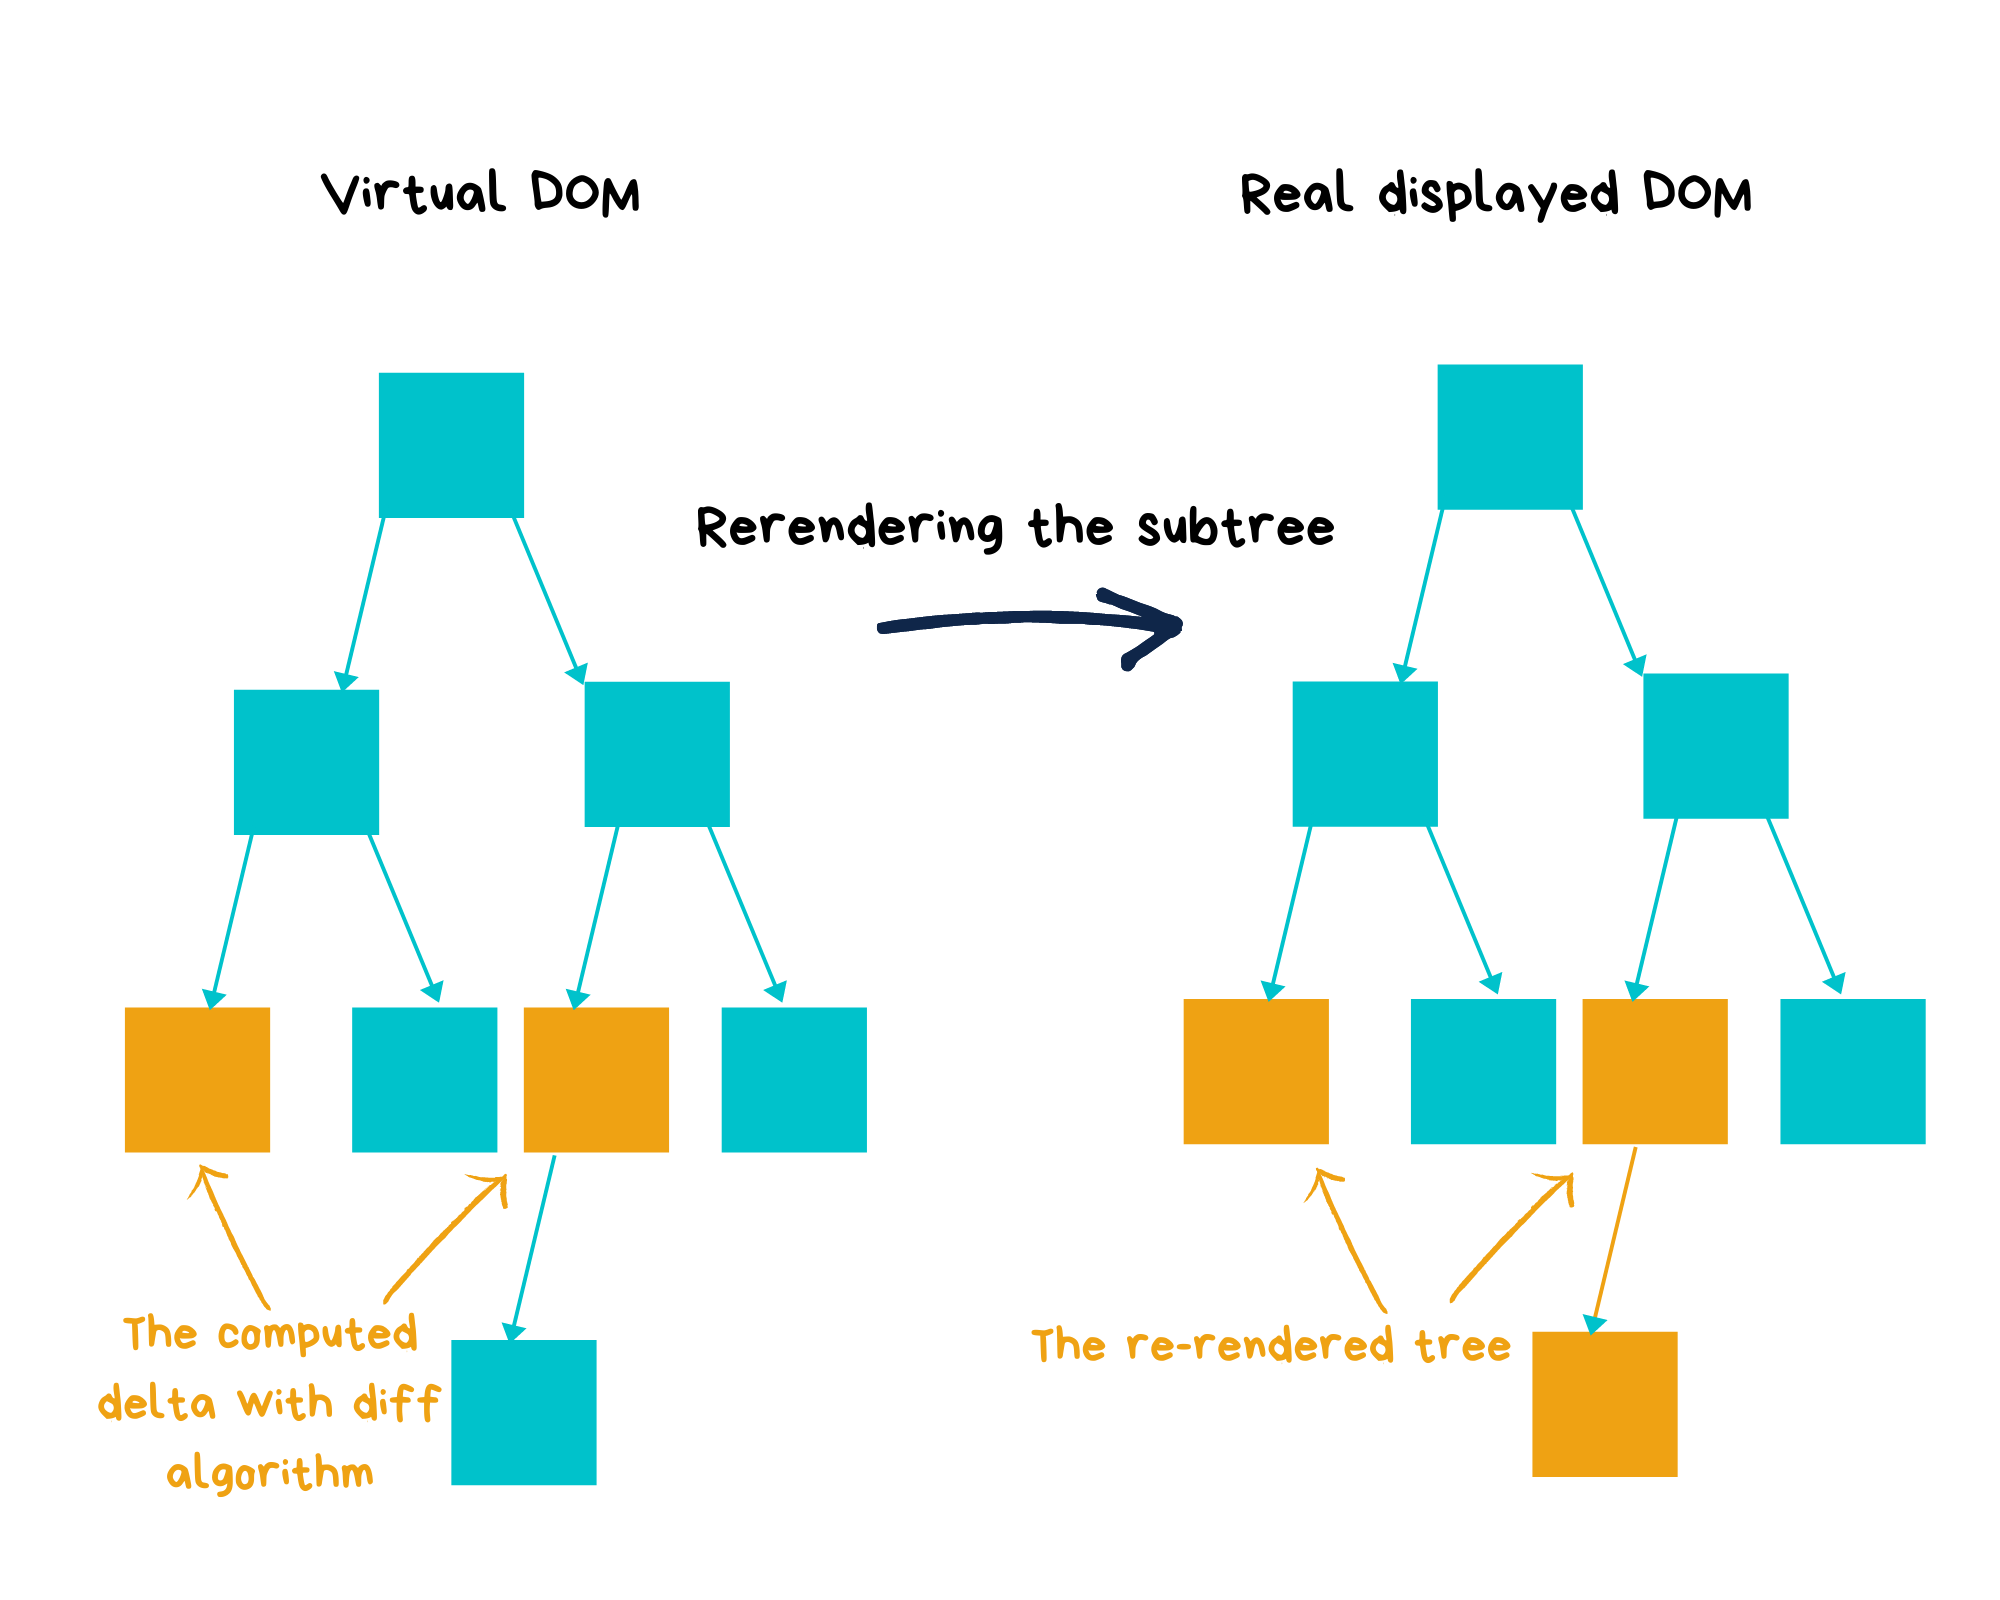 Virtual DOM
Real displayed DOM
Rerendering the subtree
The computed
delta with diff
algorithm
The re-rendered tree